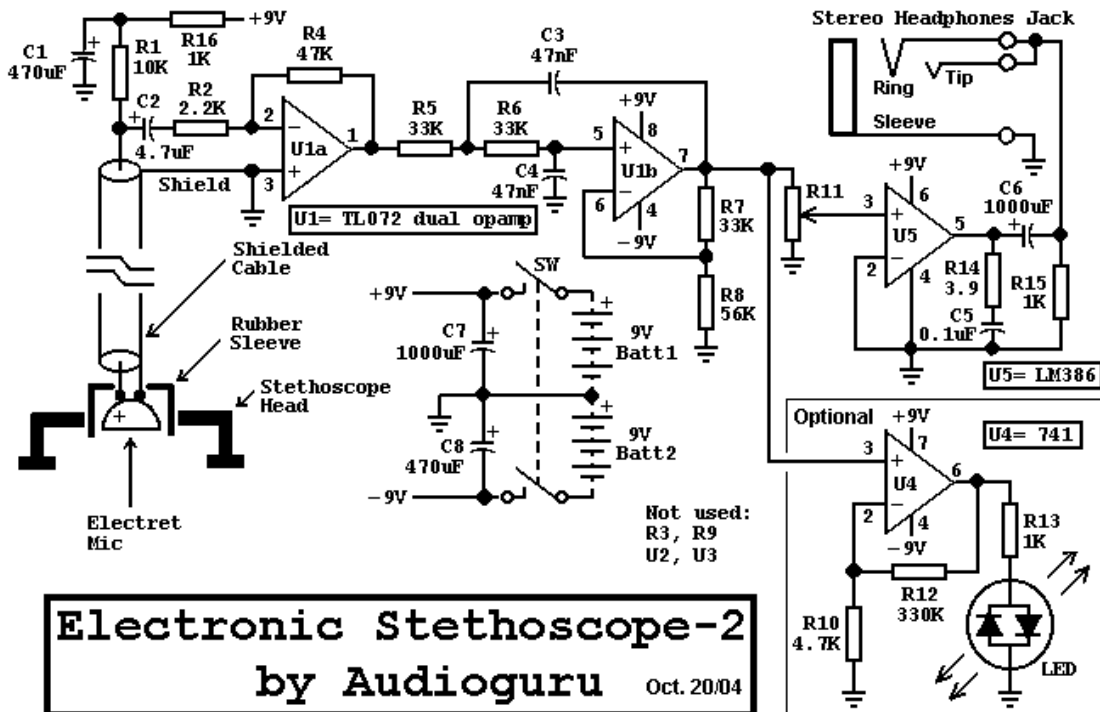 +9V
R16
1K
C1
+
470uF
R1
10K
R4
47K
C3
47nF
Stereo Headphones Jack
Ring
Tip
Sleeve
C2
+
4.7uF
R2
2.2K
2
−
U1a
1
+
3
Shield
R5
33K
R6
33K
C4
47nF
+9V
8
5
+
U1b
7
6
−
4
−9V
U1= TL072 dual opamp
R7
33K
R8
56K
R11
+9V
6
3
+
U5
5
2
−
4
C6
1000uF
+
R14
3.9
C5
0.1uF
R15
1K
U5= LM386
Shielded
Cable
Rubber
Sleeve
Stethoscope
Head
+
Electret
Mic
SW
+9V
C7
+
1000uF
+
9V
Batt1
C8
+
470uF
+
9V
Batt2
−9V
Not used:
R3, R9
U2, U3
Optional
+9V
7
U4= 741
3
+
U4
6
2
−
4
−9V
R13
1K
R12
330K
R10
4.7K
LED
Electronic Stethoscope-2
by Audioguru
Oct. 20/04